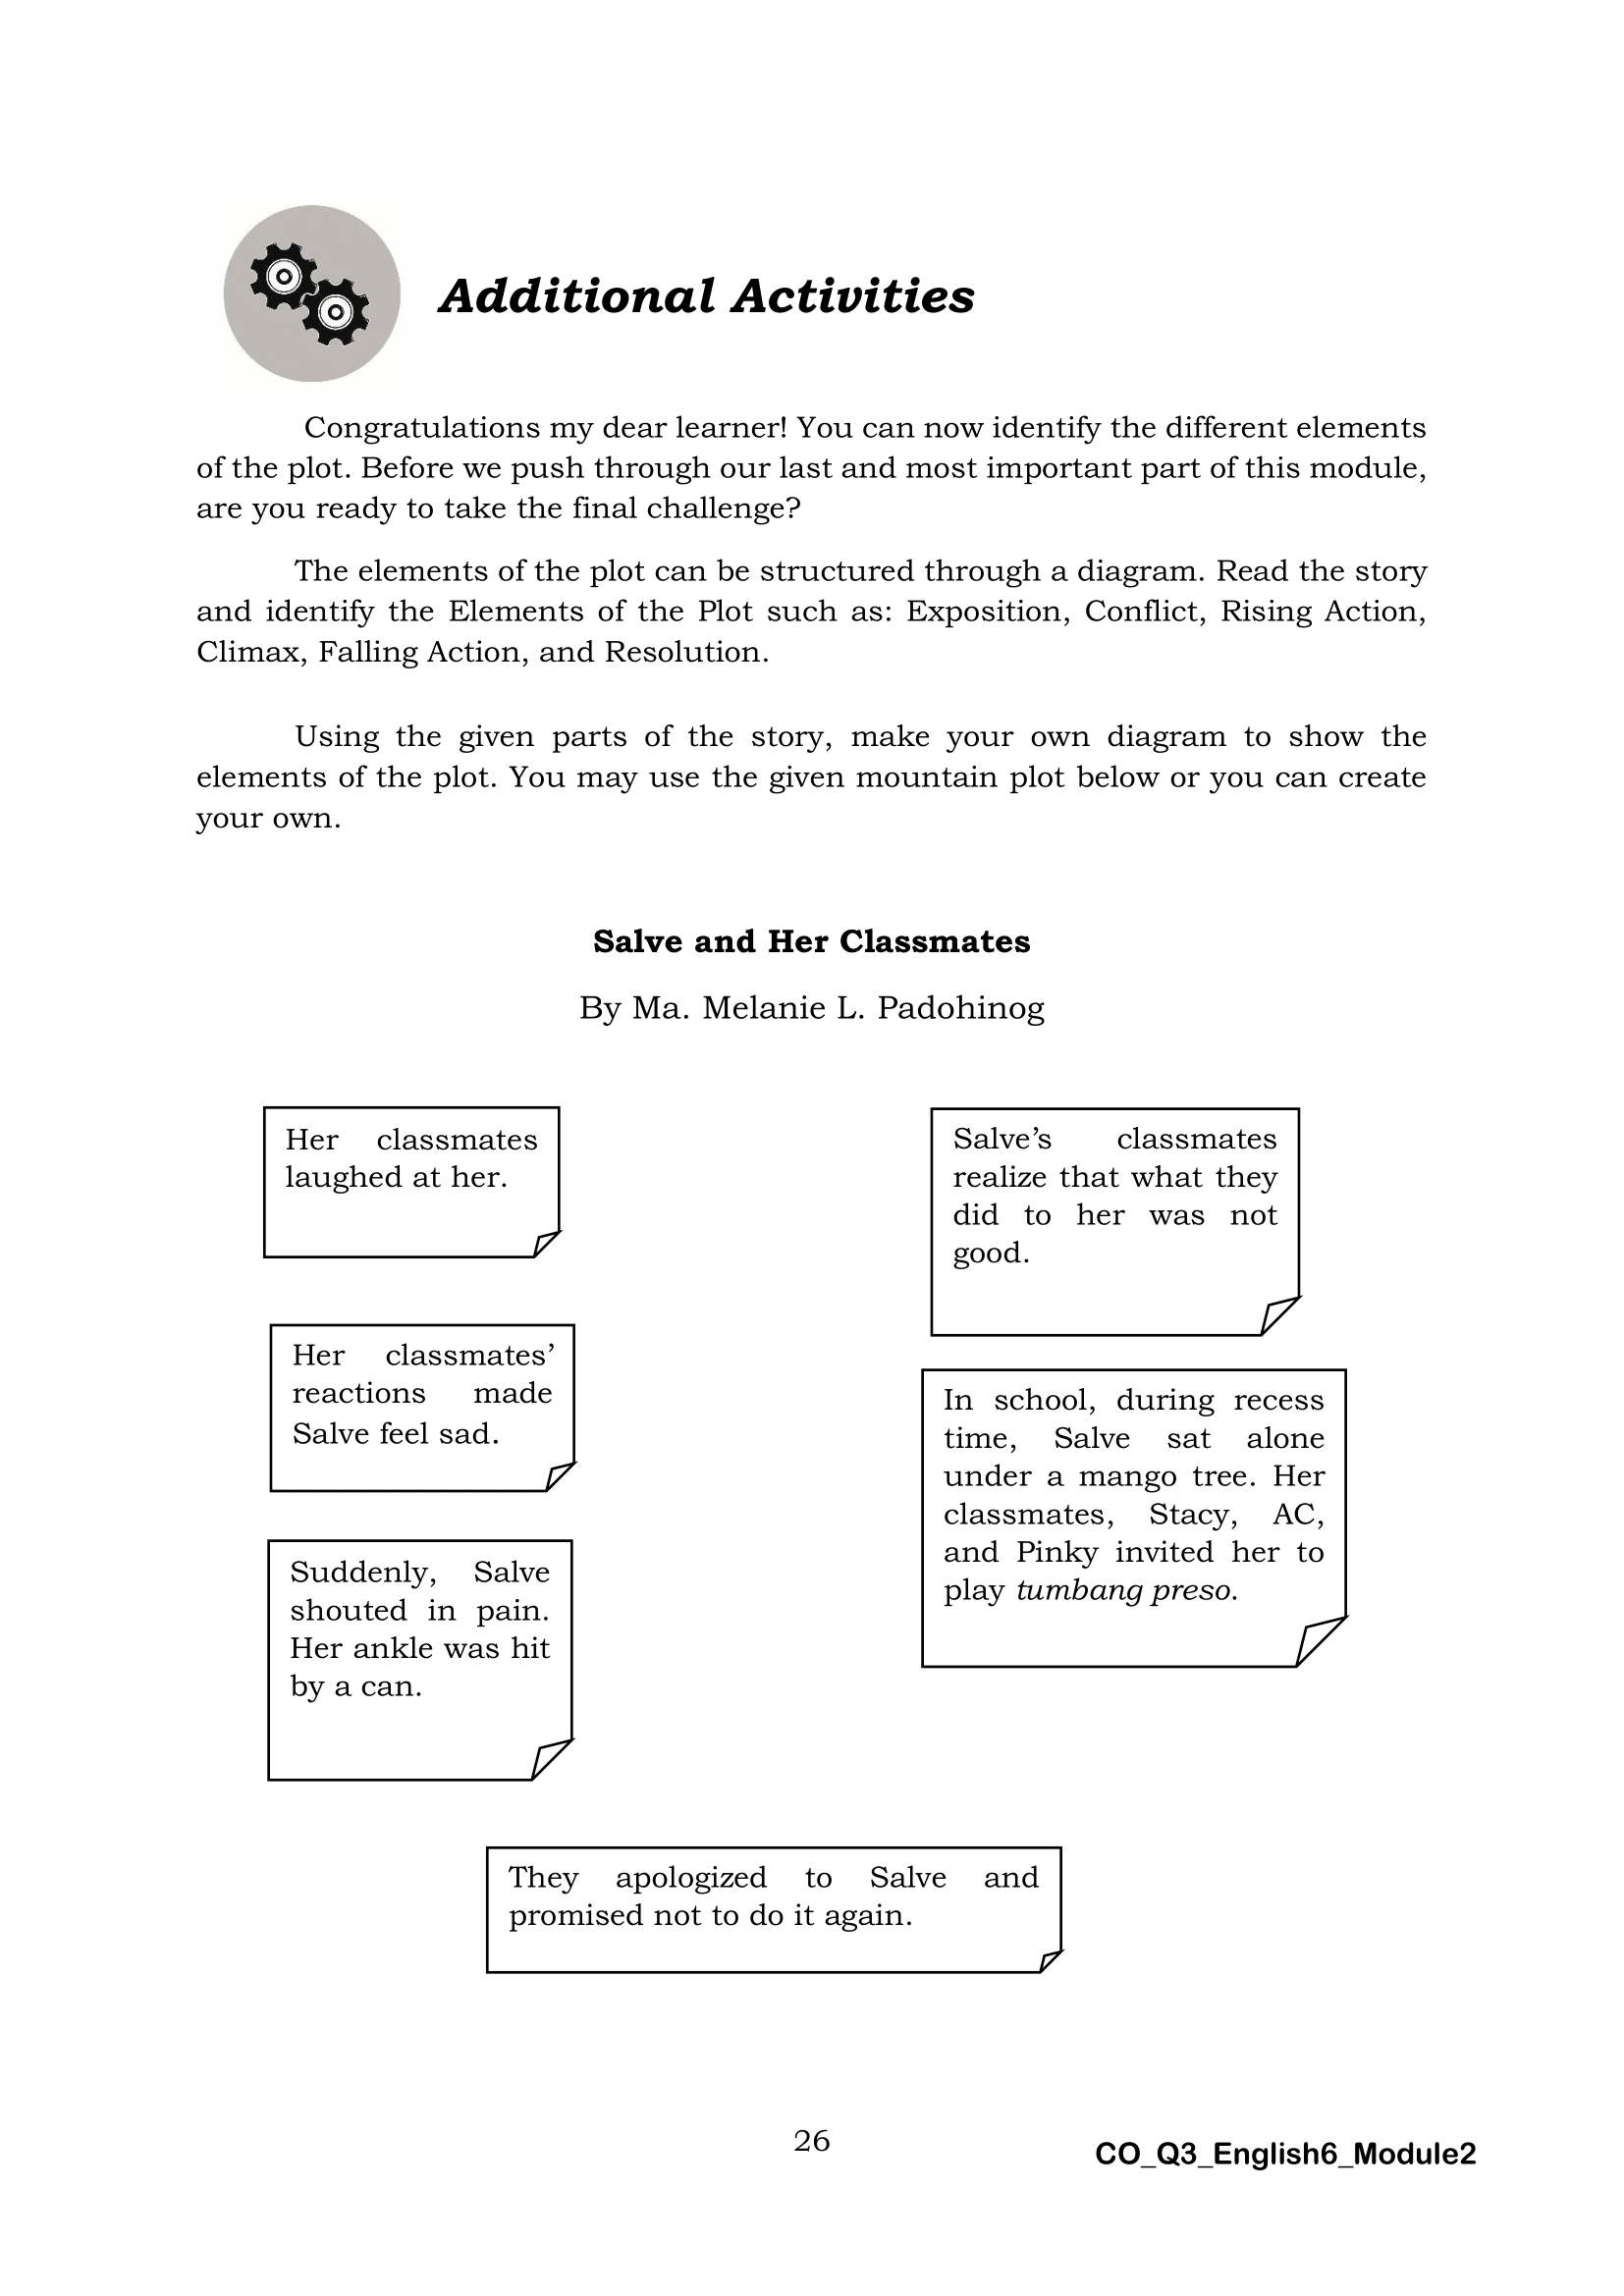 Additional Activities
Congratulations my dear learner! You can now identify the different elements
of the plot. Before we push through our last and most important part of this module,
are you ready to take the final challenge?
The elements of the plot can be structured through a diagram. Read the story
and identify the Elements of the Plot such as: Exposition, Conflict, Rising Action,
Climax, Falling Action, and Resolution.
Using the given parts of the story, make your own diagram to show the
elements of the plot. You may use the given mountain plot below or you can create
your own.
Salve and Her Classmates
By Ma. Melanie L. Padohinog
Her classmates
laughed at her.
Salve’s classmates
realize that what they
did to her was not
good.
Her classmates’
reactions made
Salve feel sad.
In school, during recess
time, Salve sat alone
under a mango tree. Her
classmates, Stacy, AC,
and Pinky invited her to
play tumbang preso.
Suddenly, Salve
shouted in pain.
Her ankle was hit
by a can.
They apologized to Salve and
promised not to do it again.
26
CO_Q3_English6_Module2